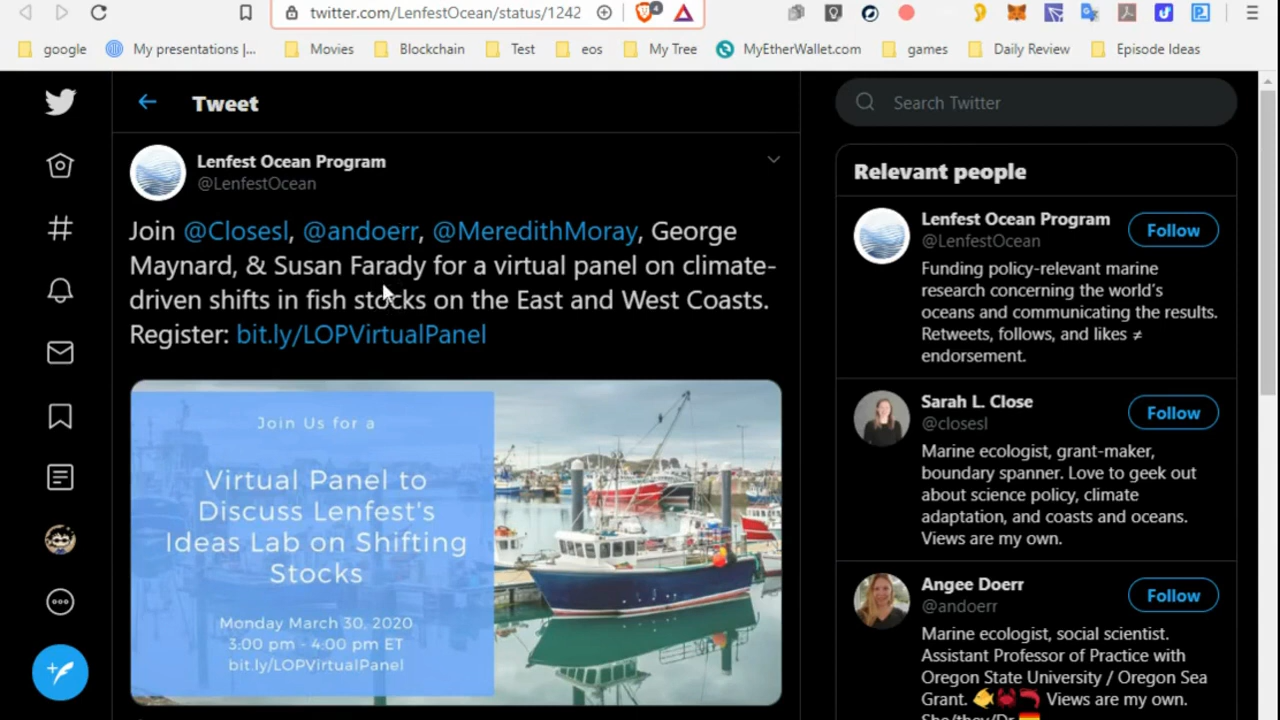 twitter.com/LenfestOcean/status/1242
4
google
My presentations |...
Movies
Blockchain
Test
eos
My Tree
MyEtherWallet.com
games
Daily Review
Episode Ideas
Tweet
Search Twitter
Lenfest Ocean Program
@LenfestOcean
Join @Closesl, @andoerr, @MeredithMoray, George
Maynard, & Susan Farady for a virtual panel on climate-
driven shifts in fish stocks on the East and West Coasts.
Register: bit.ly/LOPVirtualPanel
Join Us for a
Virtual Panel to
Discuss Lenfest's
Ideas Lab on Shifting
Stocks
Monday March 30, 2020
3:00 pm - 4:00 pm ET
bit.ly/LOPVirtualPanel
Relevant people
Lenfest Ocean Program
@LenfestOcean
Follow
Funding policy-relevant marine
research concerning the world's
oceans and communicating the results.
Retweets, follows, and likes ≠
endorsement.
Sarah L. Close
@closesl
Follow
Marine ecologist, grant-maker,
boundary spanner. Love to geek out
about science policy, climate
adaptation, and coasts and oceans.
Views are my own.
Angee Doerr
@andoerr
Follow
Marine ecologist, social scientist.
Assistant Professor of Practice with
Oregon State University / Oregon Sea
Grant. 🐠🦀🦐 Views are my own.
She/they/Dr